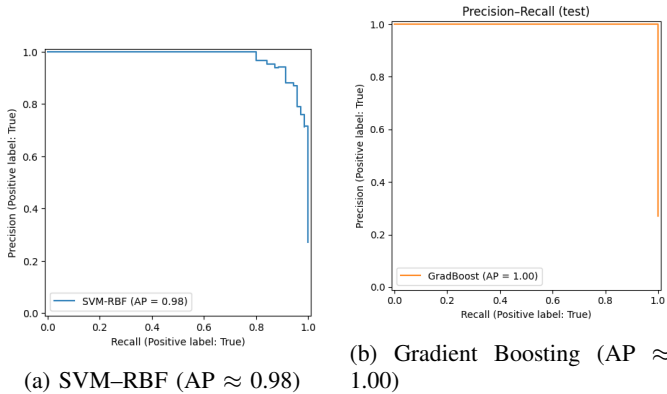 1.0
0.8
0.6
0.4
0.2
0.0
Precision (Positive label: True)
SVM-RBF (AP = 0.98)
0.0 0.2 0.4 0.6 0.8 1.0
Recall (Positive label: True)
(a) SVM–RBF (AP ≈ 0.98)
Precision–Recall (test)
1.0
0.8
0.6
0.4
0.2
0.0
Precision (Positive label: True)
GradBoost (AP = 1.00)
0.0 0.2 0.4 0.6 0.8 1.0
Recall (Positive label: True)
(b) Gradient Boosting (AP ≈
1.00)